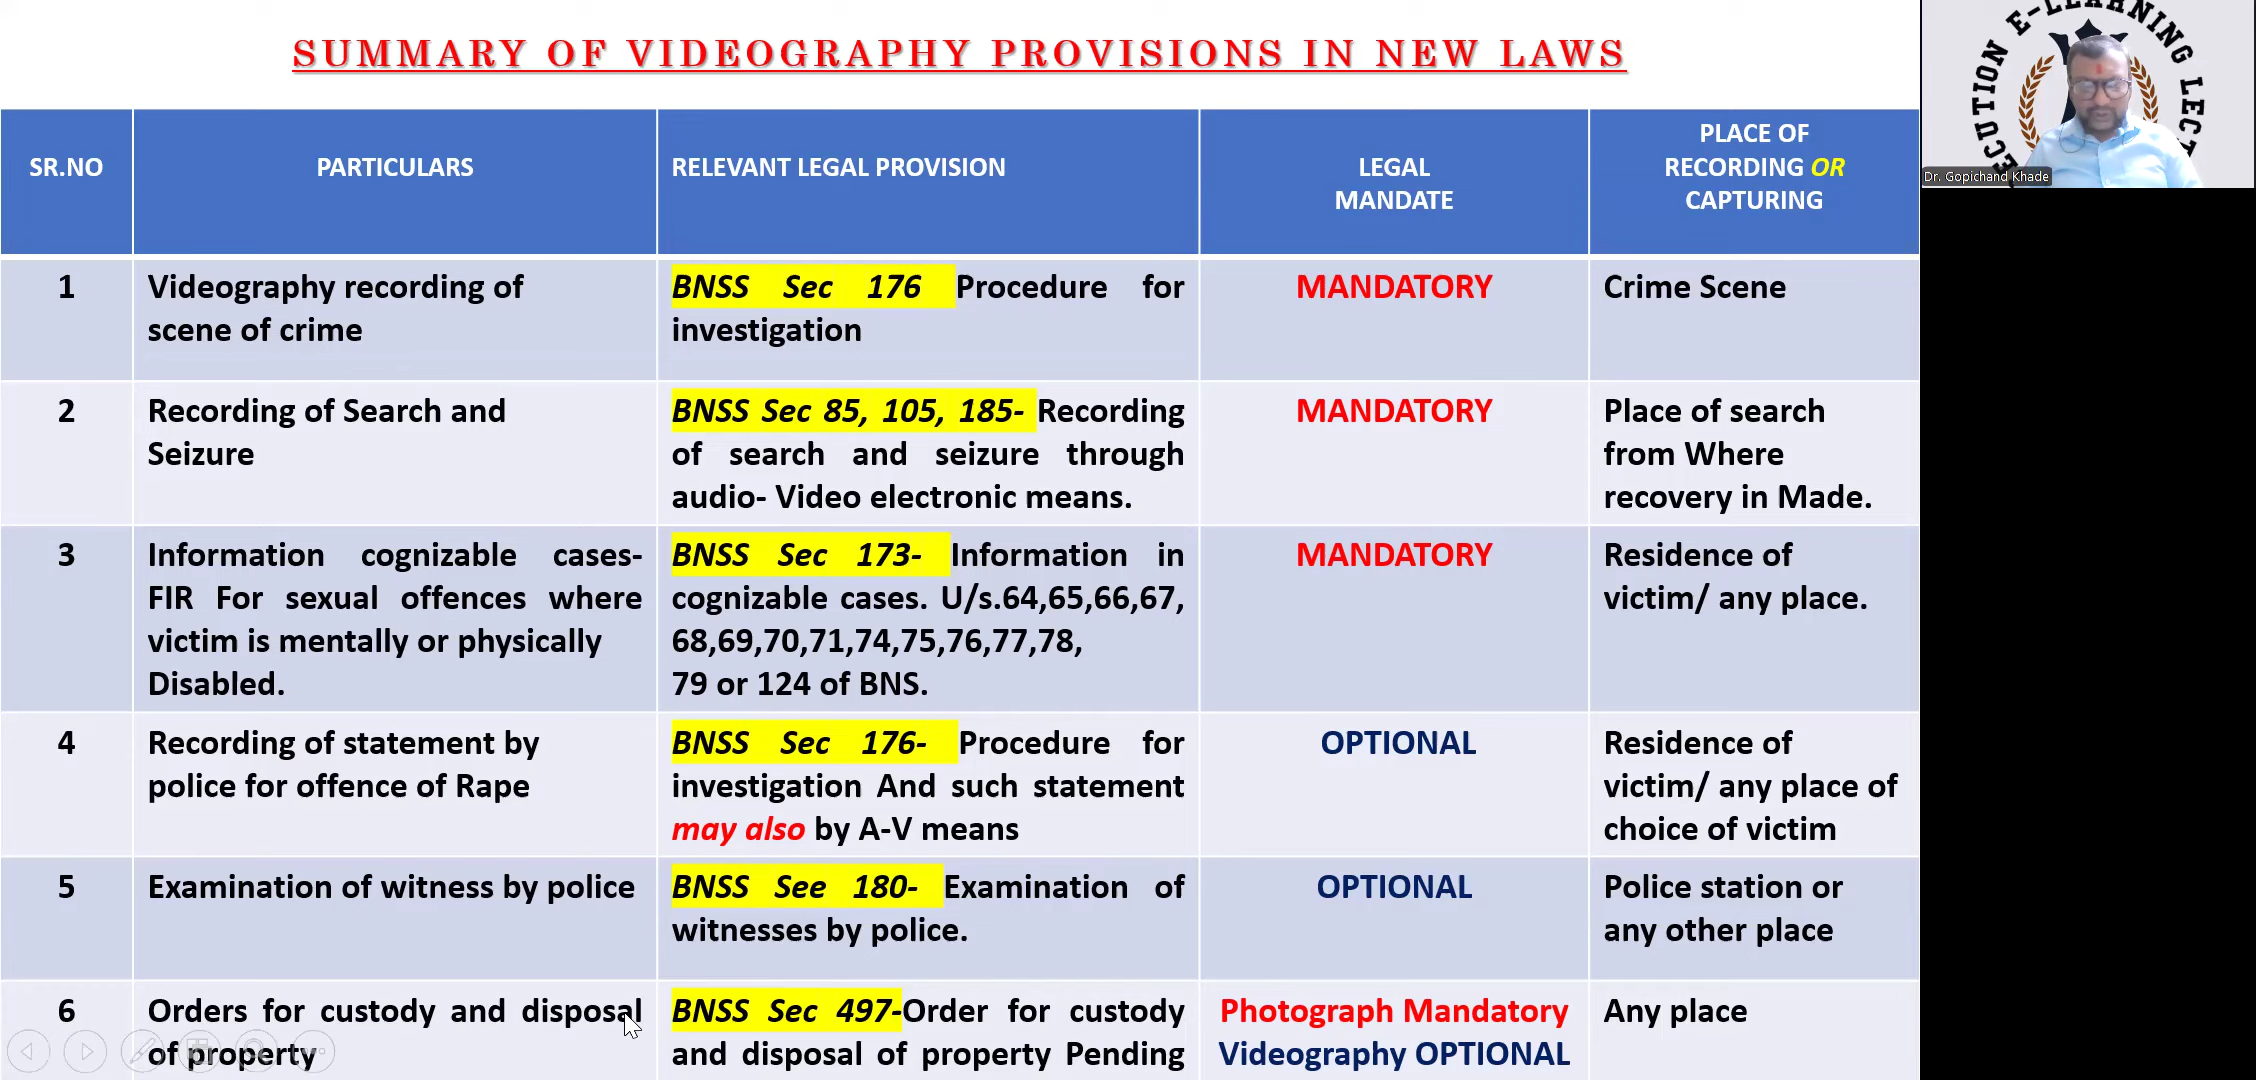 SUMMARY OF VIDEOGRAPHY PROVISIONS IN NEW LAWS
SR.NO
PARTICULARS
RELEVANT LEGAL PROVISION
LEGAL
MANDATE
PLACE OF
RECORDING OR
CAPTURING
1
Videography recording of
scene of crime
BNSS Sec 176 Procedure for
investigation
MANDATORY
Crime Scene
2
Recording of Search and
Seizure
BNSS Sec 85, 105, 185- Recording
of search and seizure through
audio- Video electronic means.
MANDATORY
Place of search
from Where
recovery in Made.
3
Information cognizable cases-
FIR For sexual offences where
victim is mentally or physically
Disabled.
BNSS Sec 173- Information in
cognizable cases. U/s.64,65,66,67,
68,69,70,71,74,75,76,77,78,
79 or 124 of BNS.
MANDATORY
Residence of
victim/ any place.
4
Recording of statement by
police for offence of Rape
BNSS Sec 176- Procedure for
investigation And such statement
may also by A-V means
OPTIONAL
Residence of
victim/ any place of
choice of victim
5
Examination of witness by police
BNSS See 180- Examination of
witnesses by police.
OPTIONAL
Police station or
any other place
6
Orders for custody and disposal
of property
BNSS Sec 497-Order for custody
and disposal of property Pending
Photograph Mandatory
Videography OPTIONAL
Any place
ECUTION E-LEARNING LECT
Dr. Gopichand Khade